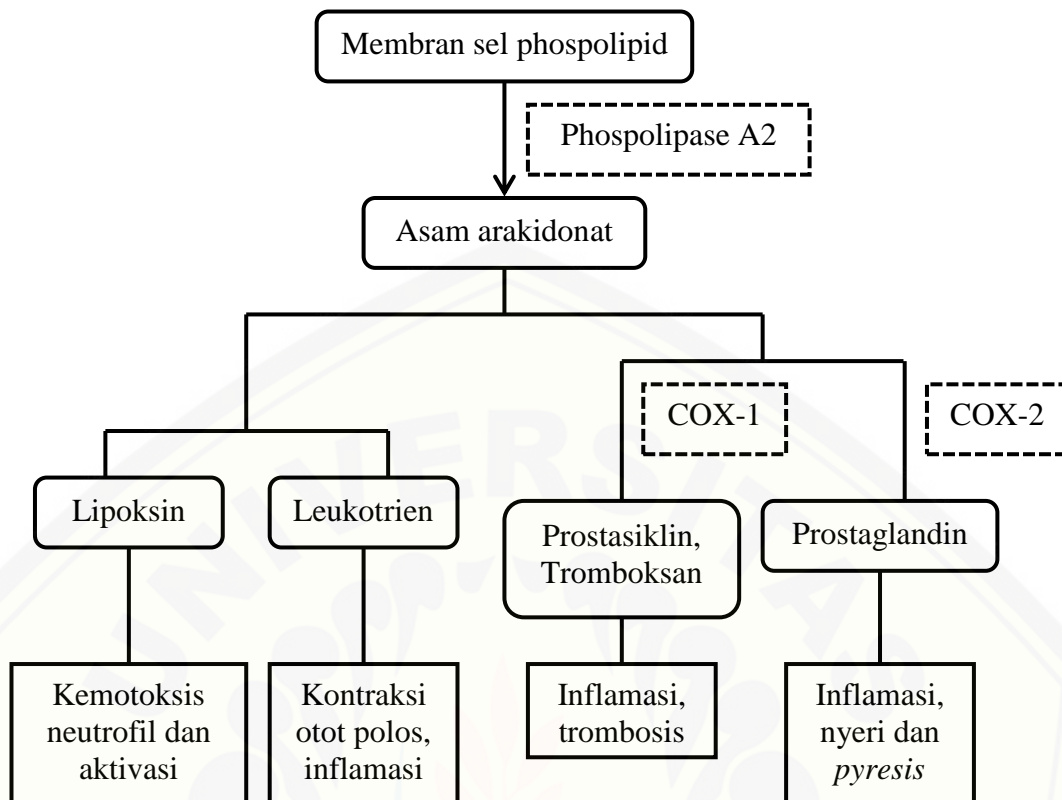 Membran sel phospolipid
Phospolipase A2
Asam arakidonat
COX-1
COX-2
Lipoksin
Leukotrien
Prostasiklin,
Tromboksan
Prostaglandin
Kemotoksis
neutrofil dan
aktivasi
Kontraksi
otot polos,
inflamasi
Inflamasi,
trombosis
Inflamasi,
nyeri dan
pyresis
UNIVERSITAS